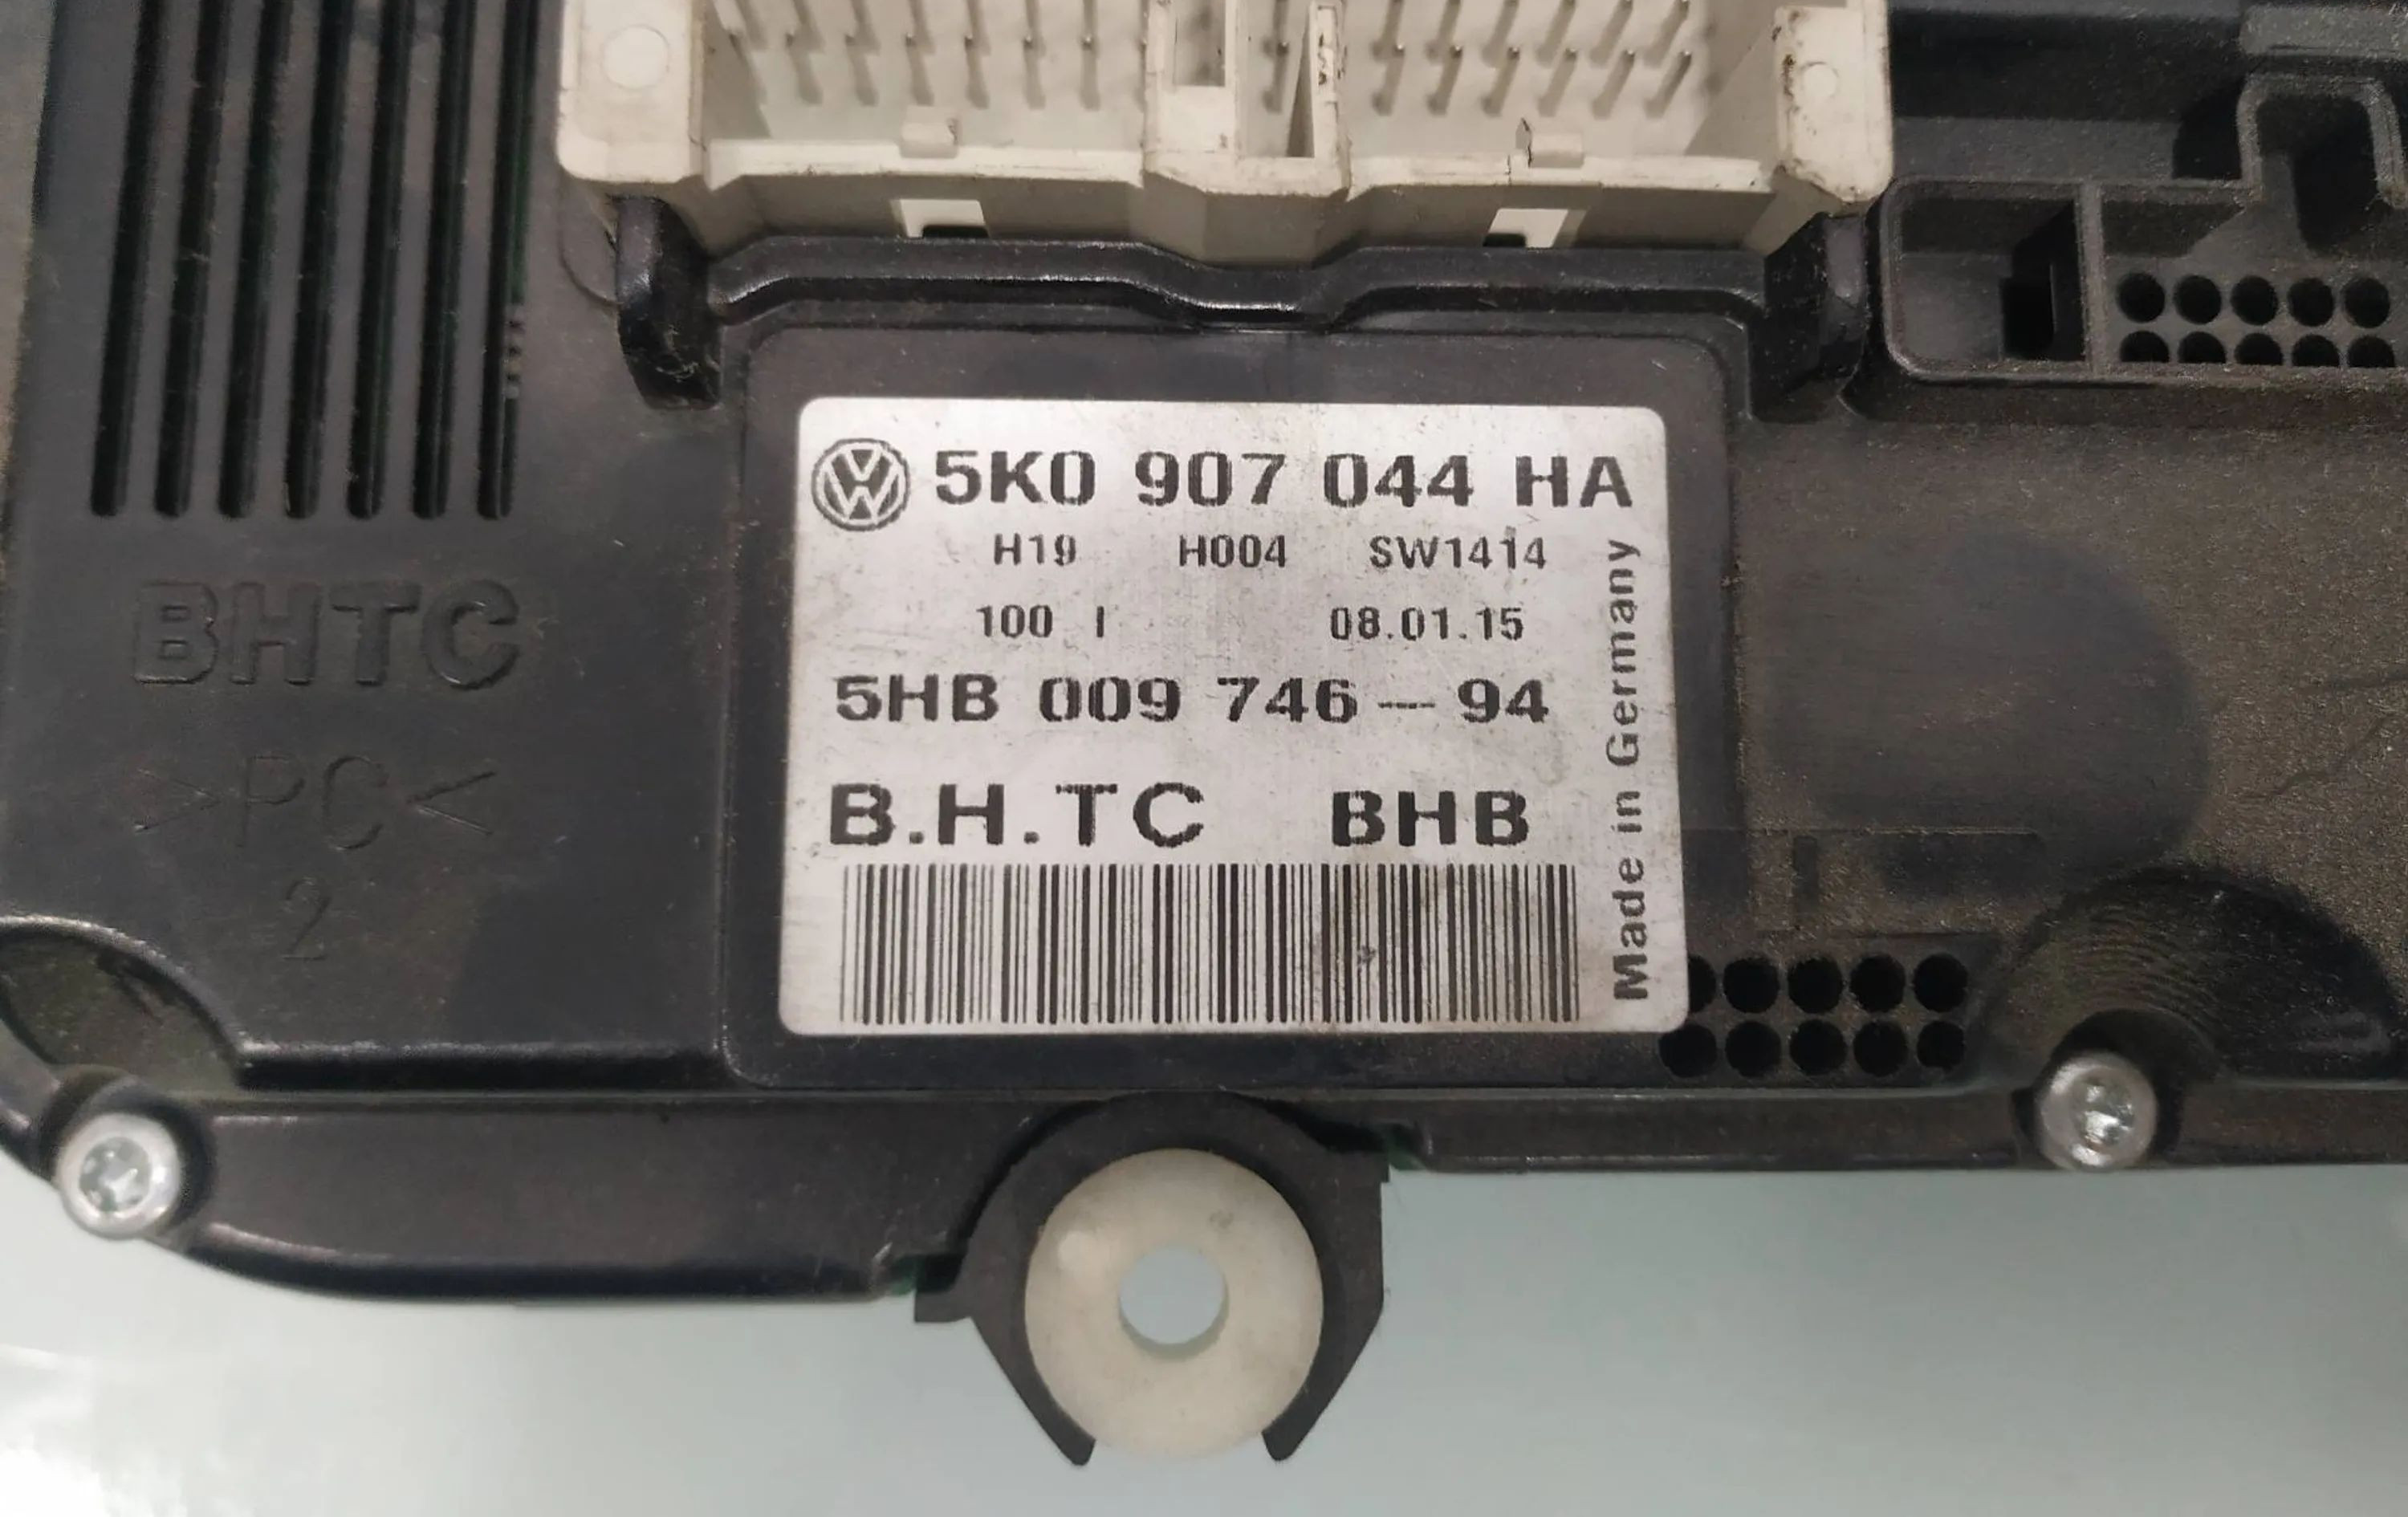 5K0 907 044 HA
H19 H004 SW1414
100 I 08.01.15
5HB 009 746-94
B.H.TC BHB
Made in Germany
BHTC
>PC<
2